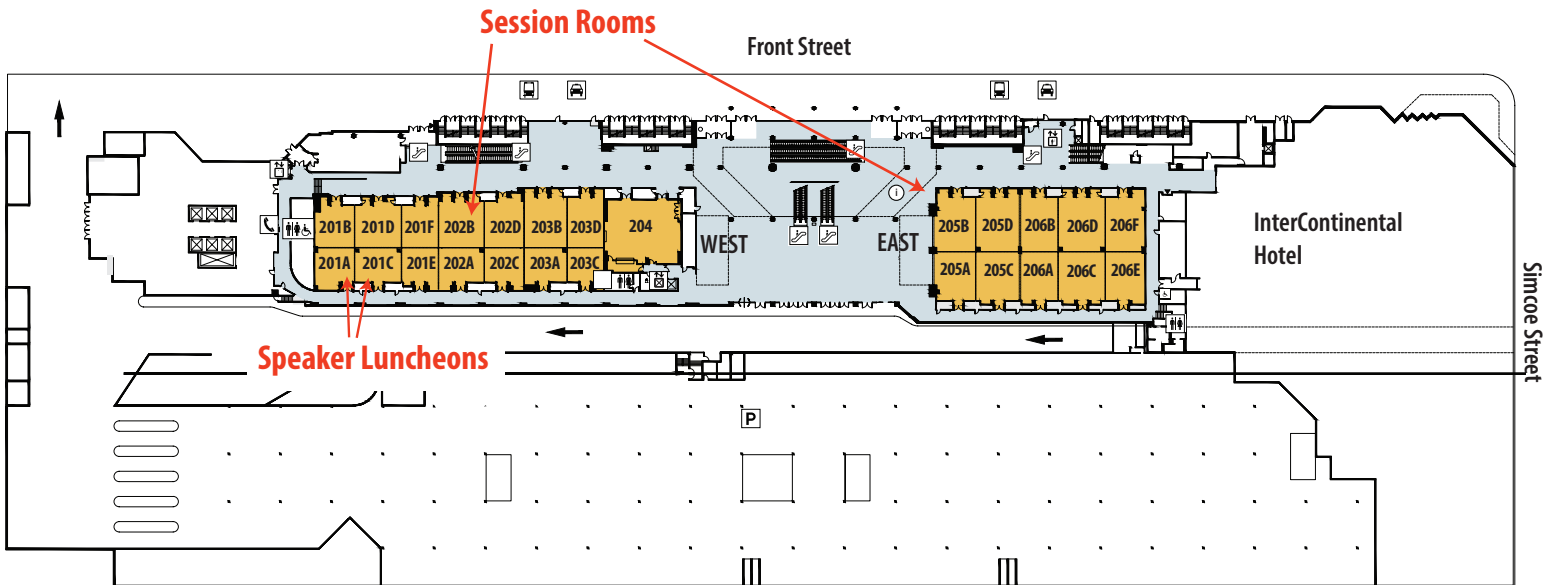 Session Rooms
Front Street
i
201B 201D 201F 202B 202D 203B 203D 204
WEST
EAST
205B 205D 206B 206D 206F
InterContinental
Hotel
201A 201C 201E 202A 202C 203A 203C
205A 205C 206A 206C 206E
Simcoe Street
Speaker Luncheons
P